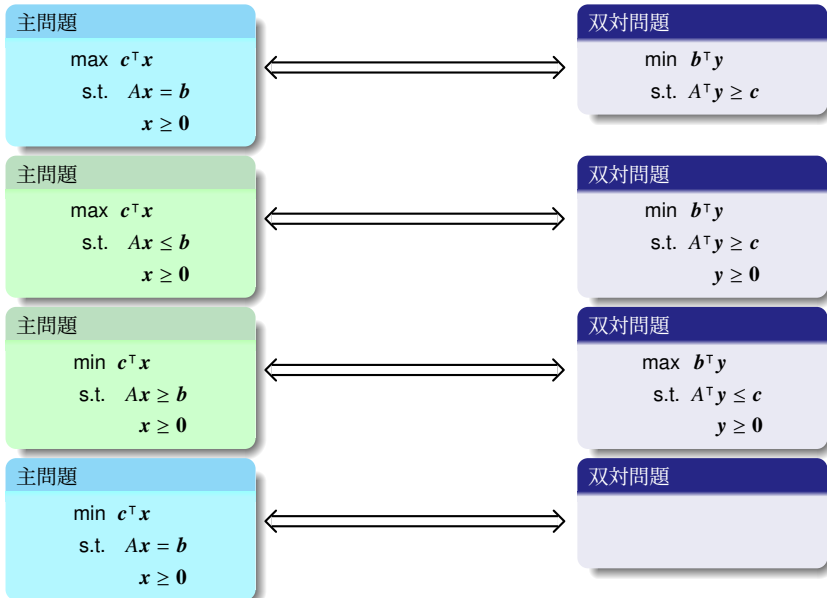 主問題
max c⊤x
s.t. Ax = b
x ≥ 0
双対問題
min b⊤y
s.t. A⊤y ≥ c
主問題
max c⊤x
s.t. Ax ≤ b
x ≥ 0
双対問題
min b⊤y
s.t. A⊤y ≥ c
y ≥ 0
主問題
min c⊤x
s.t. Ax ≥ b
x ≥ 0
双対問題
max b⊤y
s.t. A⊤y ≤ c
y ≥ 0
主問題
min c⊤x
s.t. Ax = b
x ≥ 0
双対問題